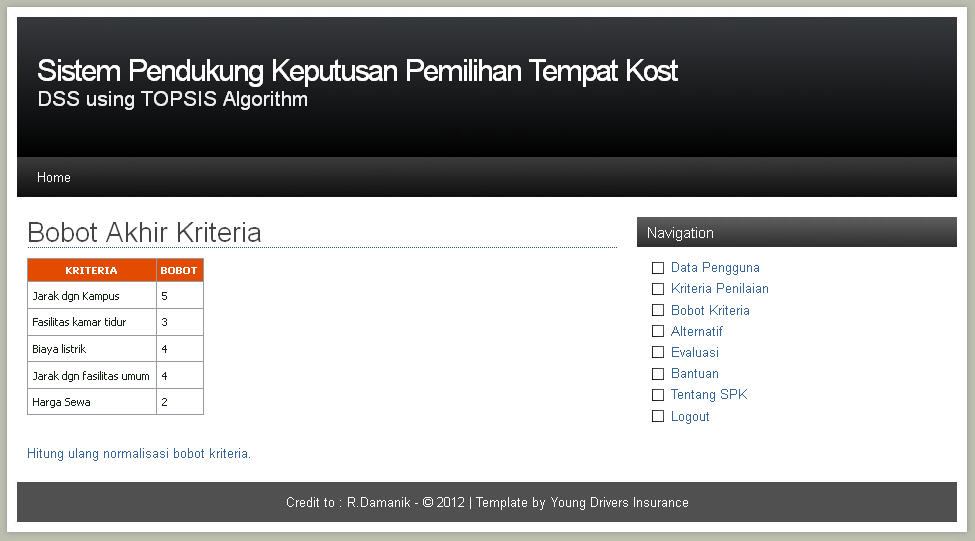 Sistem Pendukung Keputusan Pemilihan Tempat Kost
DSS using TOPSIS Algorithm
Home
Bobot Akhir Kriteria
KRITERIA BOBOT
Jarak dgn Kampus 5
Fasilitas kamar tidur 3
Biaya listrik 4
Jarak dgn fasilitas umum 4
Harga Sewa 2
Hitung ulang normalisasi bobot kriteria.
Navigation
Data Pengguna
Kriteria Penilaian
Bobot Kriteria
Alternatif
Evaluasi
Bantuan
Tentang SPK
Logout
Credit to : R.Damanik - © 2012 | Template by Young Drivers Insurance